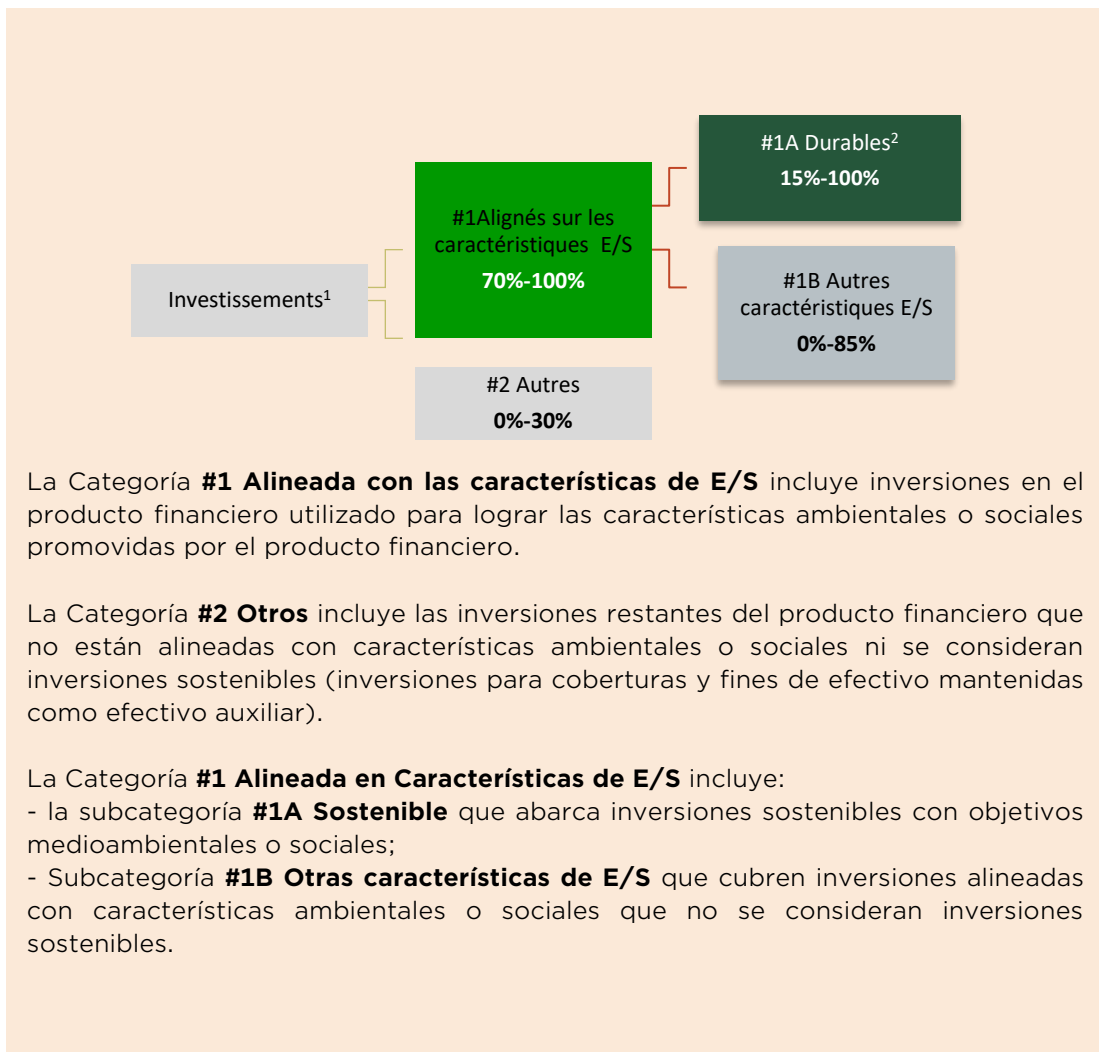 #1A Durables²
15%-100%
#1Alignés sur les
caractéristiques E/S
70%-100%
Investissements¹
#1B Autres
caractéristiques E/S
0%-85%
#2 Autres
0%-30%
La Categoría #1 Alineada con las características de E/S incluye inversiones en el
producto financiero utilizado para lograr las características ambientales o sociales
promovidas por el producto financiero.
La Categoría #2 Otros incluye las inversiones restantes del producto financiero que
no están alineadas con características ambientales o sociales ni se consideran
inversiones sostenibles (inversiones para coberturas y fines de efectivo mantenidas
como efectivo auxiliar).
La Categoría #1 Alineada en Características de E/S incluye:
- la subcategoría #1A Sostenible que abarca inversiones sostenibles con objetivos
medioambientales o sociales;
- Subcategoría #1B Otras características de E/S que cubren inversiones alineadas
con características ambientales o sociales que no se consideran inversiones
sostenibles.